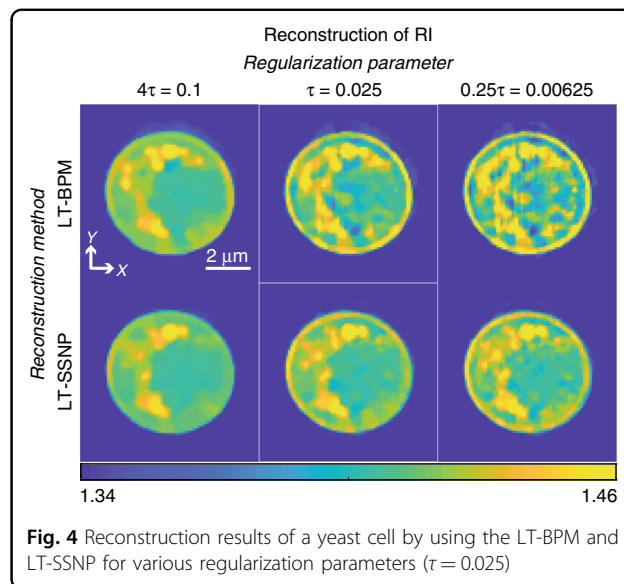 Reconstruction of RI
Regularization parameter
4τ = 0.1 τ = 0.025 0.25τ = 0.00625
Reconstruction method
LT-BPM
Y
X
2 μm
LT-SSNP
1.34 1.46
Fig. 4 Reconstruction results of a yeast cell by using the LT-BPM and
LT-SSNP for various regularization parameters (τ = 0.025)